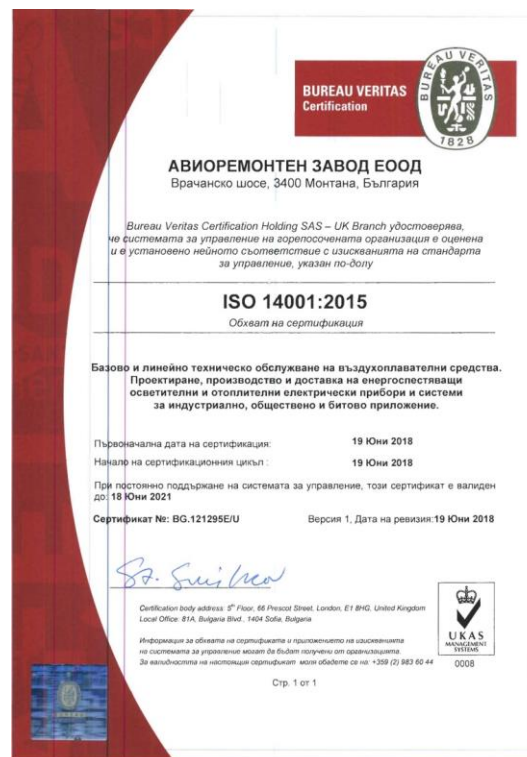 BUREAU VERITAS
Certification
BUREAU VERITAS
1828
АВИОРЕМОНТЕН ЗАВОД ЕООД
Врачанско шосе, 3400 Монтана, България
Bureau Veritas Certification Holding SAS – UK Branch удостоверява,
че системата за управление на горепосочената организация е оценена
и е установено нейното съответствие с изискванията на стандарта
за управление, указан по-долу
ISO 14001:2015
Обхват на сертификация
Базово и линейно техническо обслужване на въздухоплавателни средства.
Проектиране, производство и доставка на енергоспестяващи
осветителни и отоплителни електрически прибори и системи
за индустриално, обществено и битово приложение.
Първоначална дата на сертификация: 19 Юни 2018
Начало на сертификационния цикъл : 19 Юни 2018
При постоянно поддържане на системата за управление, този сертификат е валиден
до: 18 Юни 2021
Сертификат №: BG.121295E/U Версия 1, Дата на ревизия:19 Юни 2018
Certification body address: 5th Floor, 66 Prescot Street, London, E1 8HG, United Kingdom
Local Office: 81A, Bulgaria Blvd., 1404 Sofia, Bulgaria
Информация за обхвата на сертификата и приложението на изискванията
на системата за управление могат да бъдат получени от организацията.
За валидността на настоящия сертификат моля обадете се на: +359 (2) 983 60 44
UKAS
MANAGEMENT
SYSTEMS
0008
Стр. 1 от 1